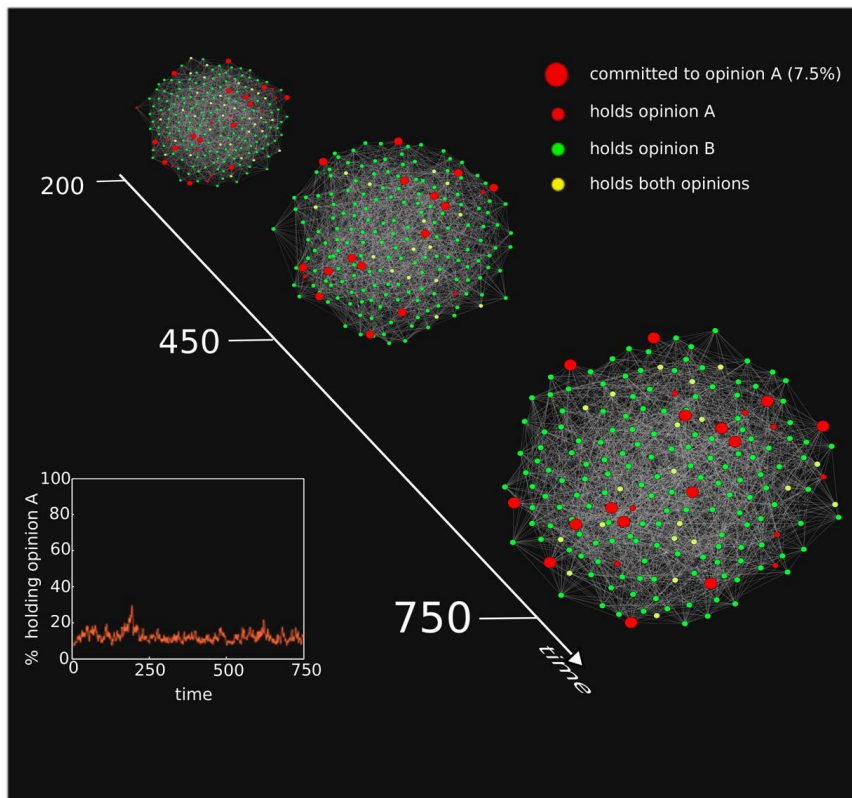 committed to opinion A (7.5%)
holds opinion A
holds opinion B
holds both opinions
200
450
750
time
% holding opinion A
100
80
60
40
20
0
0
250
500
750
time